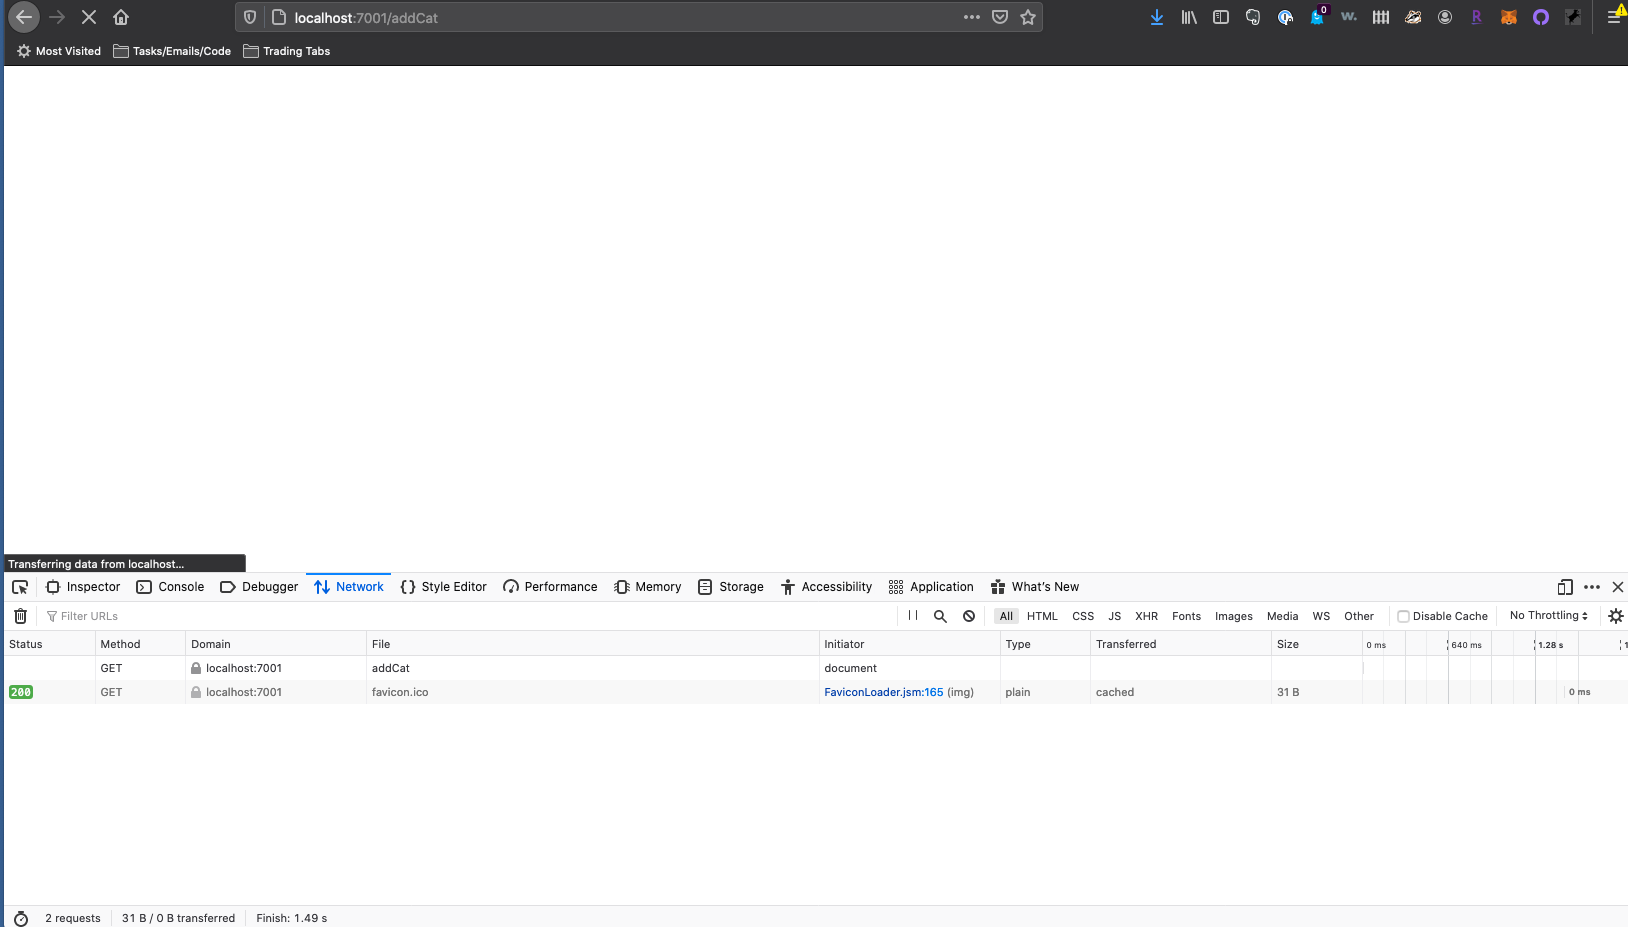 localhost:7001/addCat
0
w.
R
Most Visited Tasks/Emails/Code Trading Tabs
Transferring data from localhost...
Inspector Console Debugger Network Style Editor Performance Memory Storage Accessibility Application What's New
Filter URLs All HTML CSS JS XHR Fonts Images Media WS Other Disable Cache No Throttling
Status Method Domain File Initiator Type Transferred Size 0 ms 640 ms 1.28 s 1
GET localhost:7001 addCat document
200 GET localhost:7001 favicon.ico FaviconLoader.jsm:165 (img) plain cached 31 B 0 ms
2 requests 31 B / 0 B transferred Finish: 1.49 s